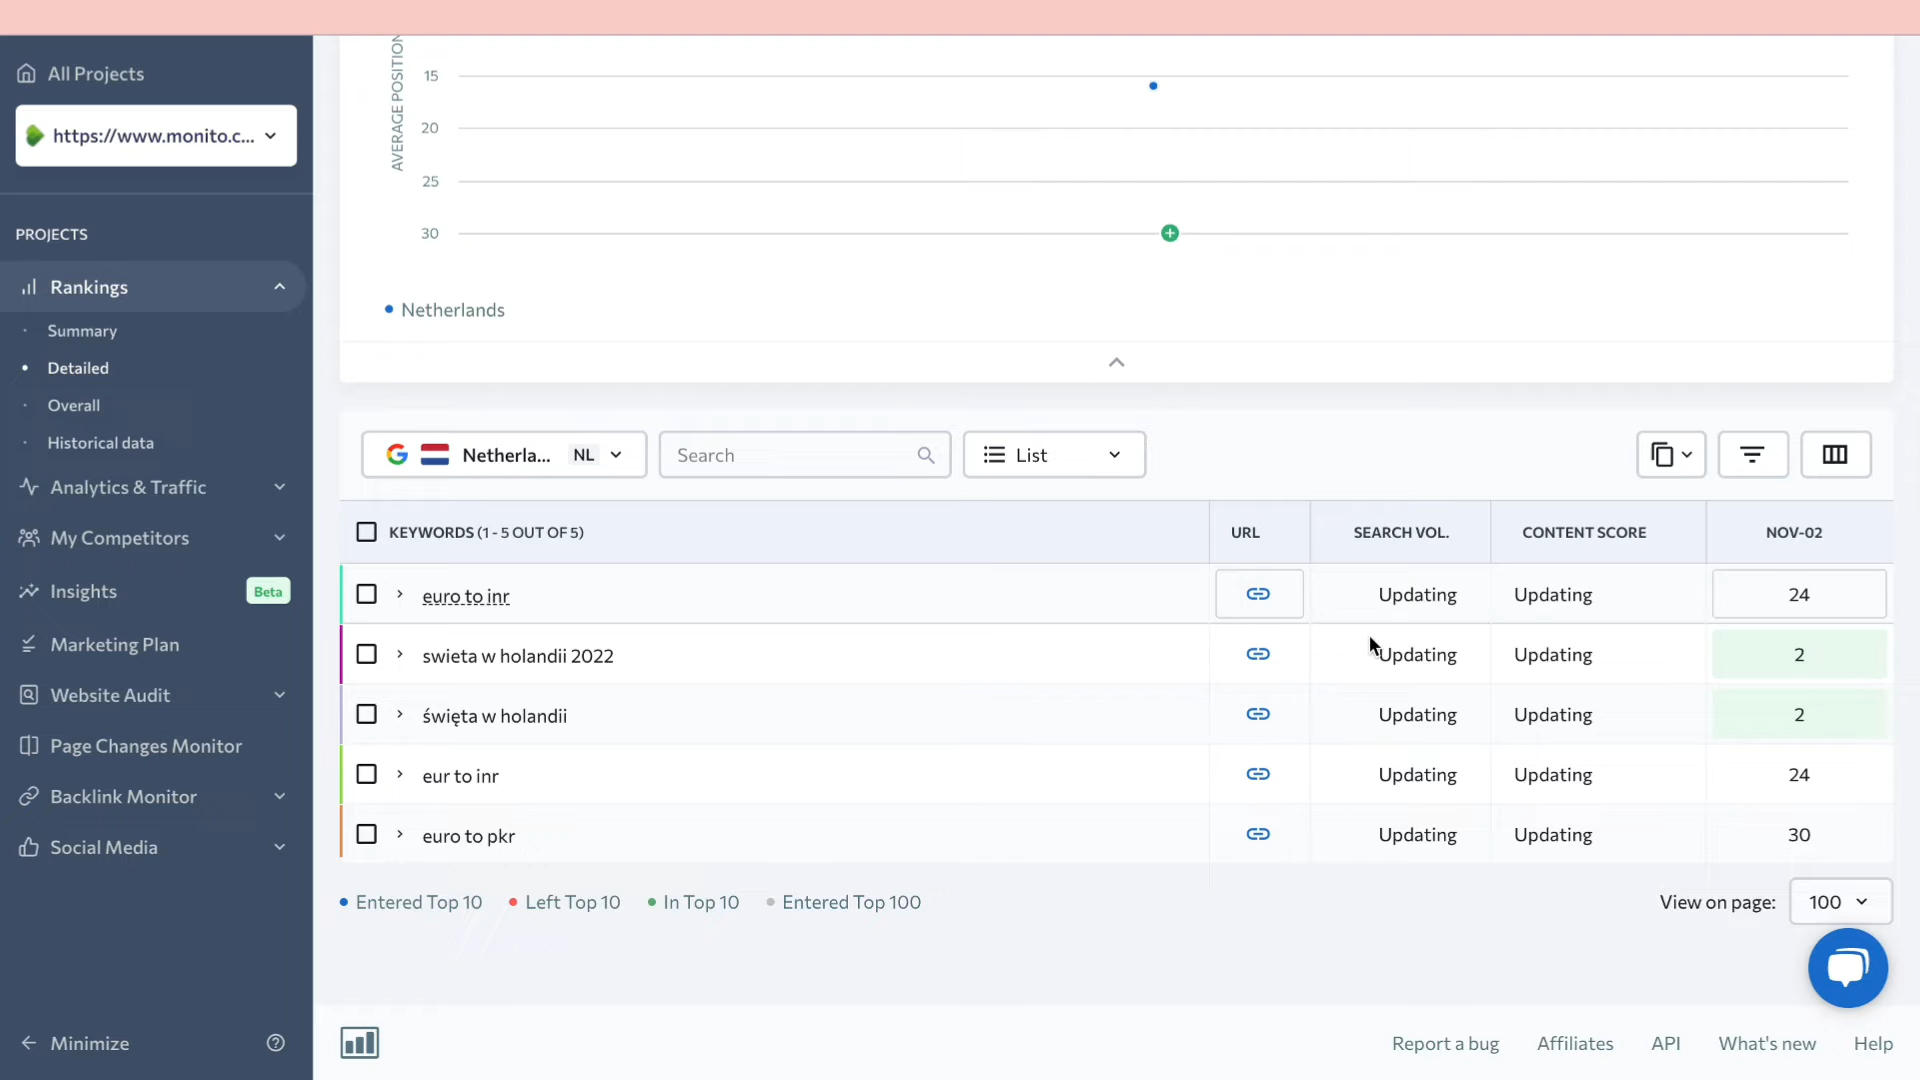 All Projects
https://www.monito.c...
PROJECTS
Rankings
Summary
Detailed
Overall
Historical data
Analytics & Traffic
My Competitors
Insights Beta
Marketing Plan
Website Audit
Page Changes Monitor
Backlink Monitor
Social Media
Minimize
AVERAGE POSITION
15
20
25
30
Netherlands
Netherla... NL Search List
KEYWORDS (1 - 5 OUT OF 5) URL SEARCH VOL. CONTENT SCORE NOV-02
euro to inr Updating Updating 24
swieta w holandii 2022 Updating Updating 2
święta w holandii Updating Updating 2
eur to inr Updating Updating 24
euro to pkr Updating Updating 30
Entered Top 10 Left Top 10 In Top 10 Entered Top 100 View on page: 100
Report a bug Affiliates API What's new Help